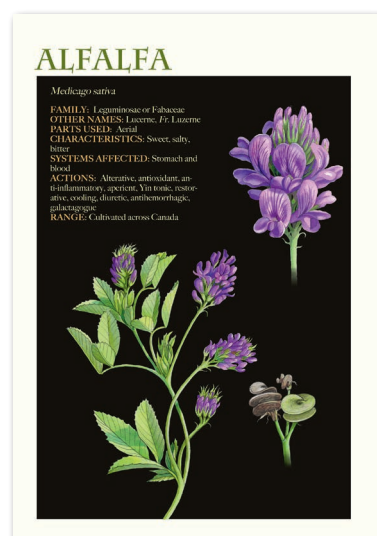 ALFALFA
Medicago sativa
FAMILY: Leguminosae or Fabaceae
OTHER NAMES: Lucerne, Fr. Luzerne
PARTS USED: Aerial
CHARACTERISTICS: Sweet, salty,
bitter
SYSTEMS AFFECTED: Stomach and
blood
ACTIONS: Alterative, antioxidant, an-
ti-inflammatory, aperient, Yin tonic, restor-
ative, cooling, diuretic, antihemorrhagic,
galactagogue
RANGE: Cultivated across Canada